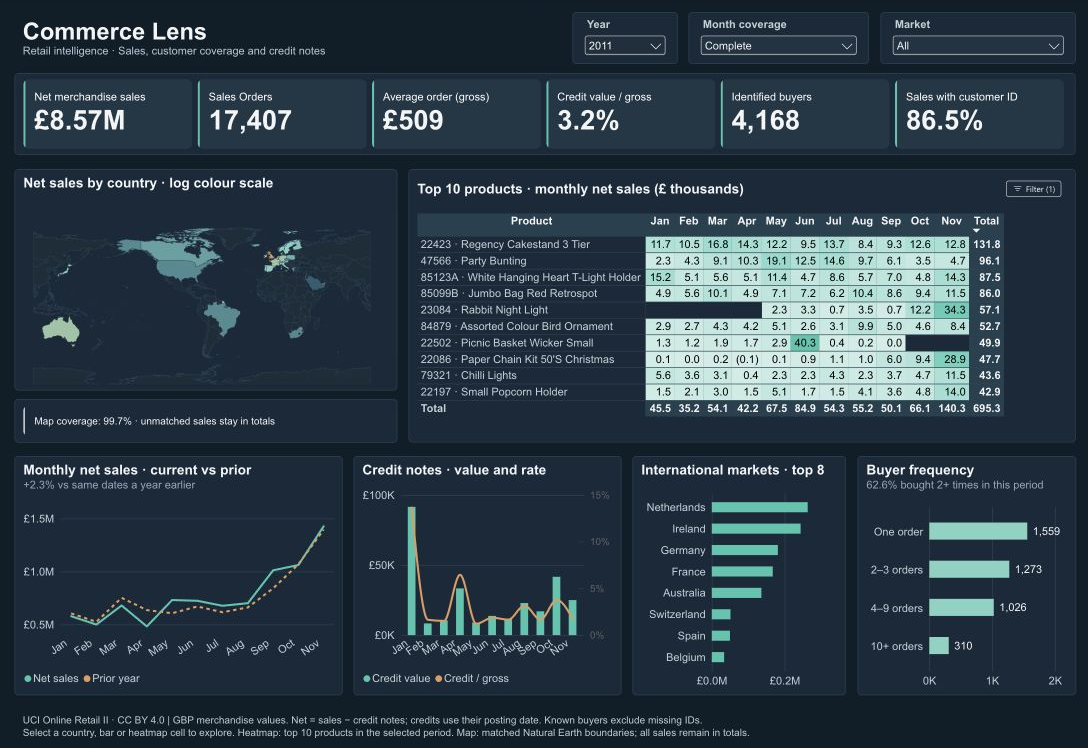 Commerce Lens
Retail intelligence · Sales, customer coverage and credit notes
Year
2011
Month coverage
Complete
Market
All
Net merchandise sales
£8.57M
Sales Orders
17,407
Average order (gross)
£509
Credit value / gross
3.2%
Identified buyers
4,168
Sales with customer ID
86.5%
Net sales by country · log colour scale
Map coverage: 99.7% · unmatched sales stay in totals
Top 10 products · monthly net sales (£ thousands)
Filter (1)
Product Jan Feb Mar Apr May Jun Jul Aug Sep Oct Nov Total
22423 · Regency Cakestand 3 Tier 11.7 10.5 16.8 14.3 12.2 9.5 13.7 8.4 9.3 12.6 12.8 131.8
47566 · Party Bunting 2.3 4.3 9.1 10.3 19.1 12.5 14.6 9.7 6.1 3.5 4.7 96.1
85123A · White Hanging Heart T-Light Holder 15.2 5.1 5.6 5.1 11.4 4.7 8.6 5.7 7.0 4.8 14.3 87.5
85099B · Jumbo Bag Red Retrospot 4.9 5.6 10.1 4.9 7.1 7.2 6.2 10.4 8.6 9.4 11.5 86.0
23084 · Rabbit Night Light 2.3 3.3 0.7 3.5 0.7 12.2 34.3 57.1
84879 · Assorted Colour Bird Ornament 2.9 2.7 4.3 4.2 5.1 2.6 3.1 9.9 5.0 4.6 8.4 52.7
22502 · Picnic Basket Wicker Small 1.3 1.2 1.9 1.7 2.9 40.3 0.4 0.2 0.0 49.9
22086 · Paper Chain Kit 50'S Christmas 0.1 0.0 0.2 (0.1) 0.1 0.9 1.1 1.0 6.0 9.4 28.9 47.7
79321 · Chilli Lights 5.6 3.6 3.1 0.4 2.3 2.3 4.3 2.3 3.7 4.7 11.5 43.6
22197 · Small Popcorn Holder 1.5 2.1 3.0 1.5 5.1 1.7 1.5 4.1 3.6 4.8 14.0 42.9
Total 45.5 35.2 54.1 42.2 67.5 84.9 54.3 55.2 50.1 66.1 140.3 695.3
Monthly net sales · current vs prior
+2.3% vs same dates a year earlier
£1.5M
£1.0M
£0.5M
Jan Feb Mar Apr May Jun Jul Aug Sep Oct Nov
Net sales Prior year
Credit notes · value and rate
£100K 15%
10%
£50K
5%
£0K 0%
Jan Feb Mar Apr May Jun Jul Aug Sep Oct Nov
Credit value Credit / gross
International markets · top 8
Netherlands
Ireland
Germany
France
Australia
Switzerland
Spain
Belgium
£0.0M £0.2M
Buyer frequency
62.6% bought 2+ times in this period
One order 1,559
2–3 orders 1,273
4–9 orders 1,026
10+ orders 310
0K 1K 2K
UCI Online Retail II · CC BY 4.0 | GBP merchandise values. Net = sales − credit notes; credits use their posting date. Known buyers exclude missing IDs.
Select a country, bar or heatmap cell to explore. Heatmap: top 10 products in the selected period. Map: matched Natural Earth boundaries; all sales remain in totals.